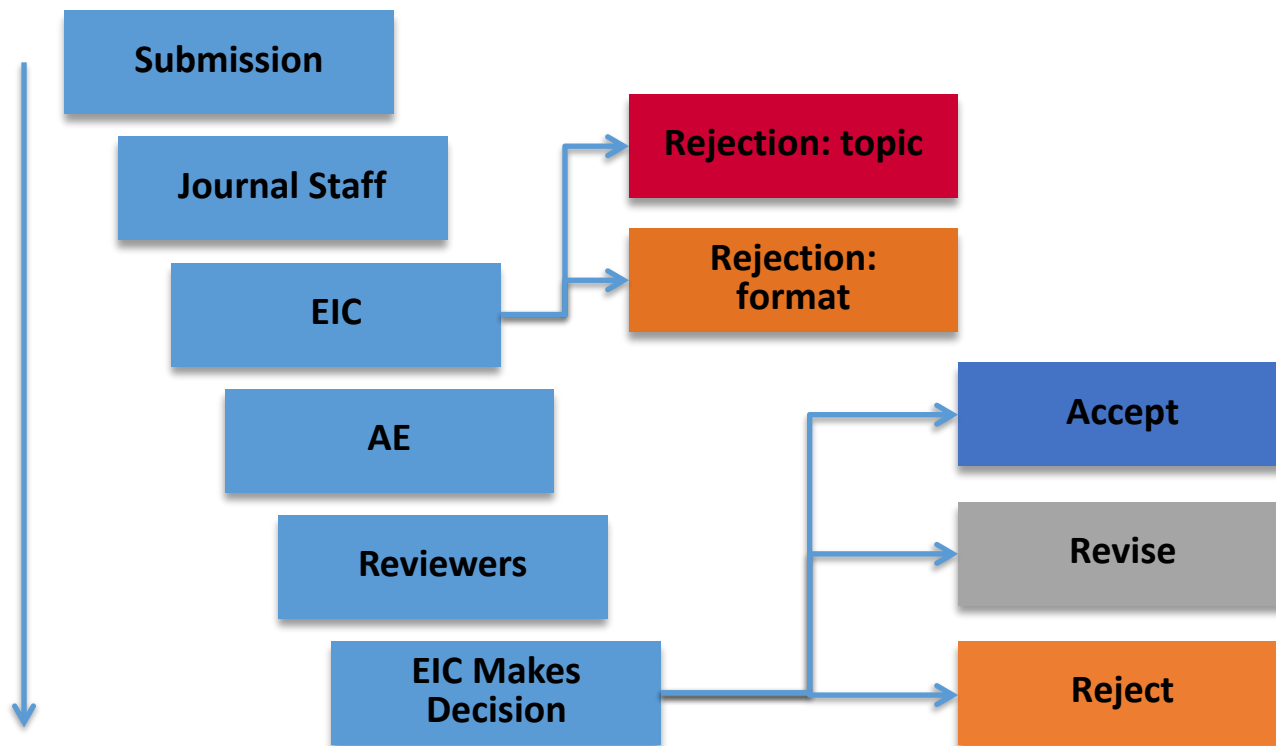 Submission
Journal Staff
EIC
AE
Reviewers
EIC Makes
Decision
Rejection: topic
Rejection:
format
Accept
Revise
Reject